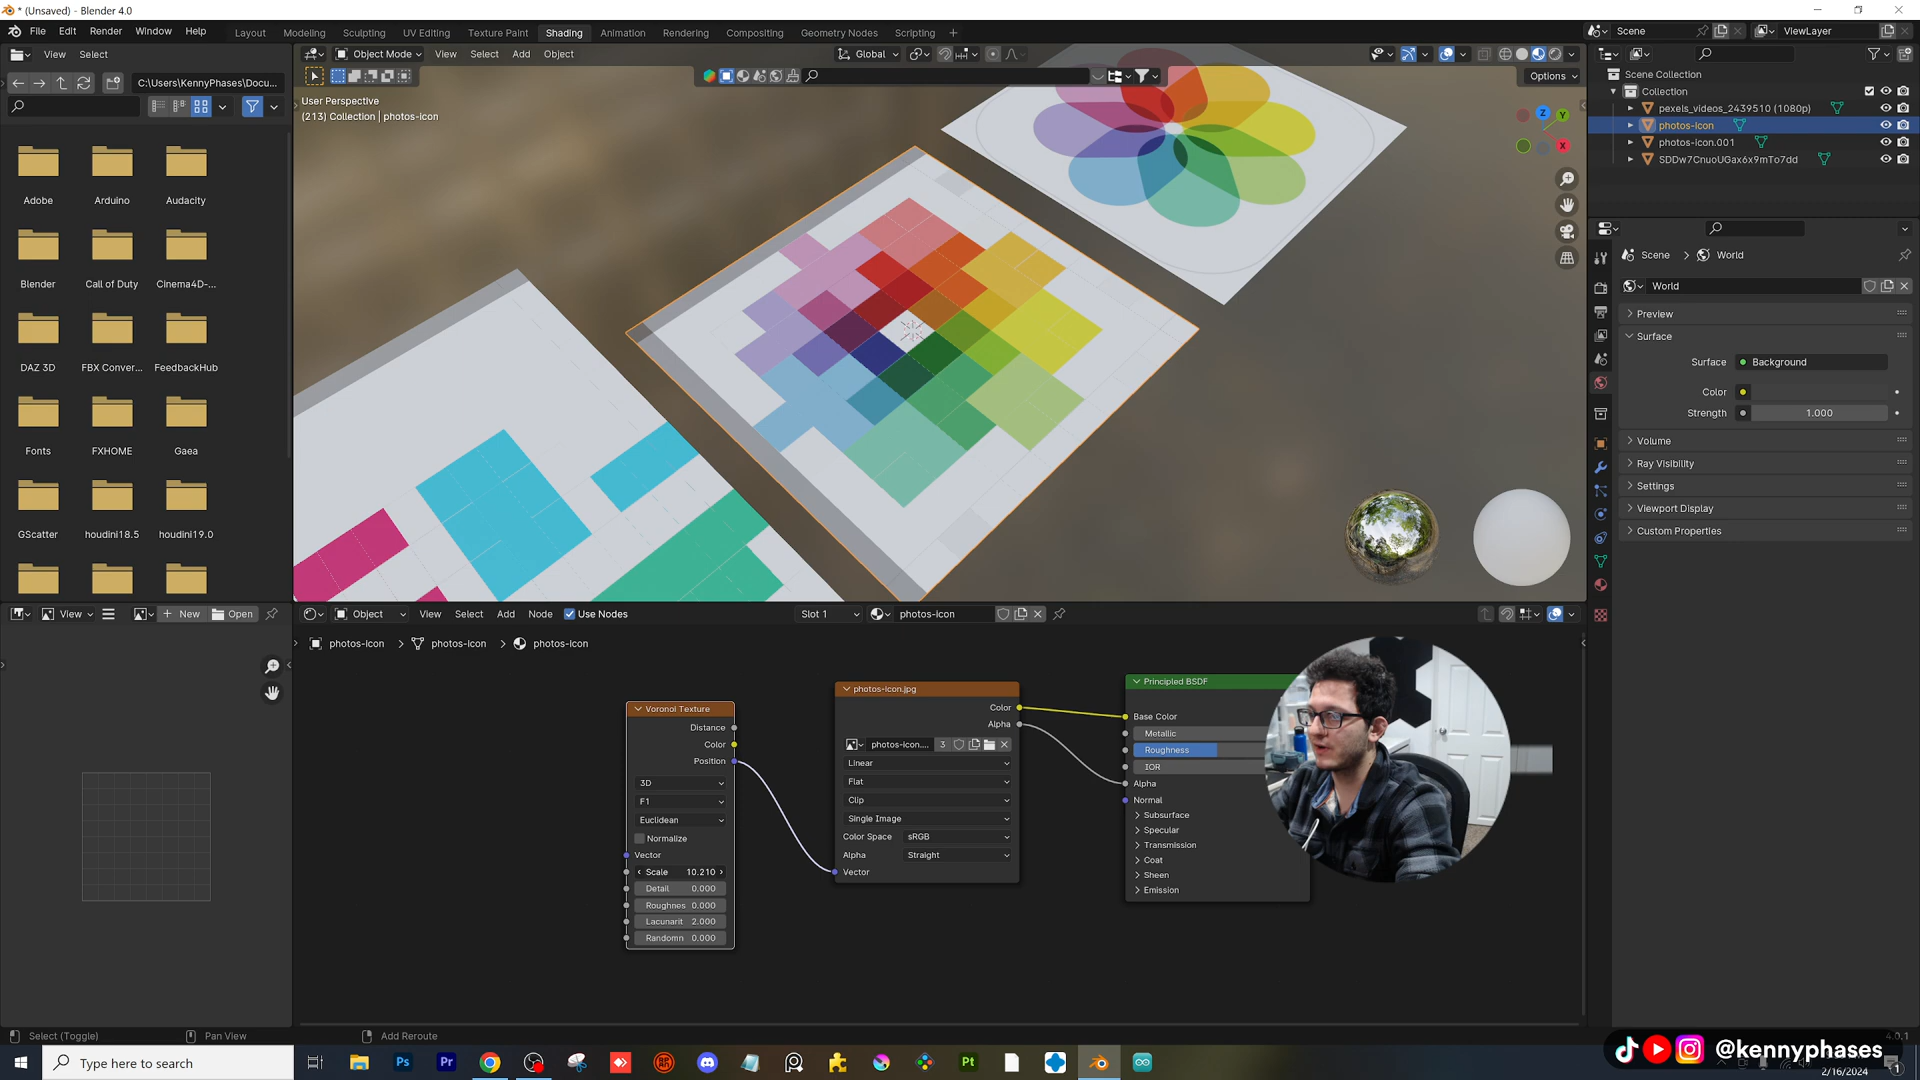 * (Unsaved) - Blender 4.0
File Edit Render Window Help
Layout Modeling Sculpting UV Editing Texture Paint Shading Animation Rendering Compositing Geometry Nodes Scripting +
Scene
ViewLayer
View Select
Object Mode View Select Add Object
Global
C:\Users\KennyPhases\Docu...
Options
User Perspective
(213) Collection | photos-icon
Z
Y
X
Adobe Arduino Audacity
Blender Call of Duty Cinema4D-...
DAZ 3D FBX Conver... FeedbackHub
Fonts FXHOME Gaea
GScatter houdini18.5 houdini19.0
Scene Collection
Collection
pexels_videos_2439510 (1080p)
photos-icon
photos-icon.001
SDDw7CnuoUGax6x9mTo7dd
Scene > World
World
Preview
Surface
Surface Background
Color
Strength 1.000
Volume
Ray Visibility
Settings
Viewport Display
Custom Properties
View
New
Open
Object View Select Add Node Use Nodes
Slot 1
photos-icon
photos-icon > photos-icon > photos-icon
Voronoi Texture
Distance
Color
Position
3D
F1
Euclidean
Normalize
Vector
Scale 10.210
Detail 0.000
Roughnes 0.000
Lacunarit 2.000
Randomn 0.000
photos-icon.jpg
Color
Alpha
photos-icon.... 3
Linear
Flat
Clip
Single Image
Color Space sRGB
Alpha Straight
Vector
Principled BSDF
Base Color
Metallic
Roughness
IOR
Alpha
Normal
Subsurface
Specular
Transmission
Coat
Sheen
Emission
Select (Toggle) Pan View Add Reroute
4.0.1
Type here to search
Ps Pr Pt
@kennyphases
2/16/2024
1